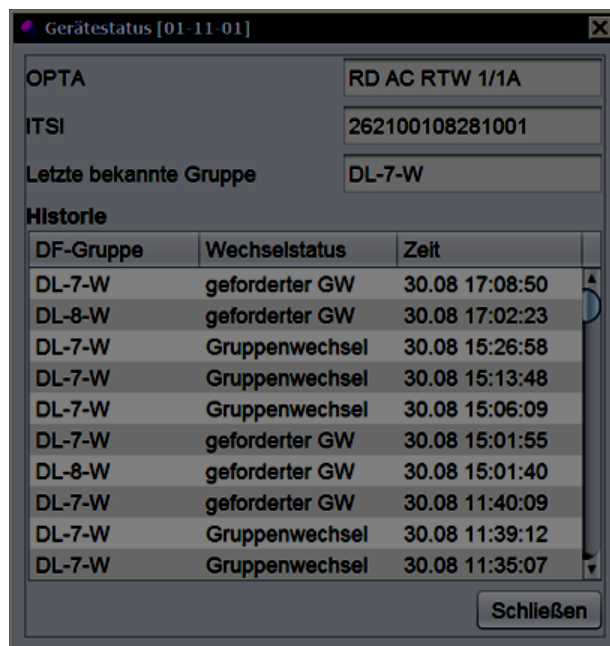 Gerätestatus [01-11-01]
OPTA RD AC RTW 1/1A
ITSI 262100108281001
Letzte bekannte Gruppe DL-7-W
Historie
DF-Gruppe Wechselstatus Zeit
DL-7-W geforderter GW 30.08 17:08:50
DL-8-W geforderter GW 30.08 17:02:23
DL-7-W Gruppenwechsel 30.08 15:26:58
DL-7-W Gruppenwechsel 30.08 15:13:48
DL-7-W Gruppenwechsel 30.08 15:06:09
DL-7-W geforderter GW 30.08 15:01:55
DL-8-W geforderter GW 30.08 15:01:40
DL-7-W geforderter GW 30.08 11:40:09
DL-7-W Gruppenwechsel 30.08 11:39:12
DL-7-W Gruppenwechsel 30.08 11:35:07
Schließen